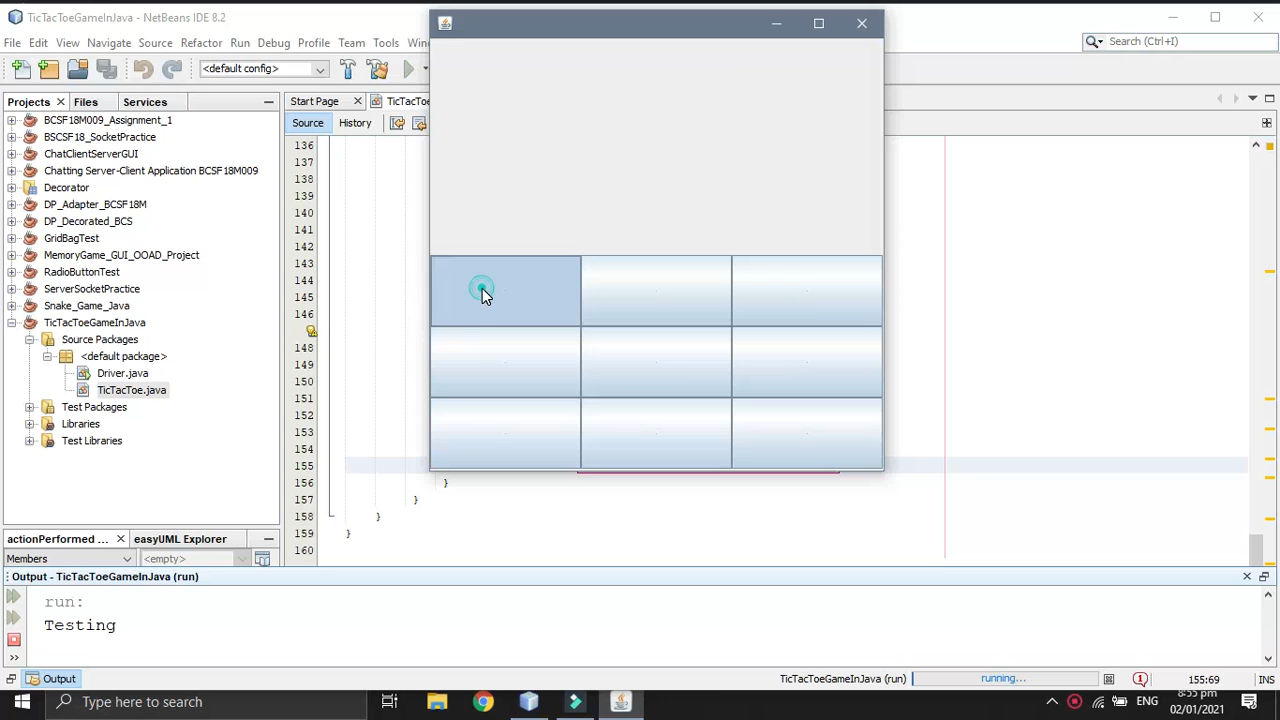 TicTacToeGameInJava - NetBeans IDE 8.2
File Edit View Navigate Source Refactor Run Debug Profile Team Tools
Search (Ctrl+I)
<default config>
Projects Files Services
Start Page
Source History
BCSF18M009_Assignment_1
BSCSF18_SocketPractice
ChatClientServerGUI
Chatting Server-Client Application BCSF18M009
Decorator
DP_Adapter_BCSF18M
DP_Decorated_BCS
GridBagTest
MemoryGame_GUI_OOAD_Project
RadioButtonTest
ServerSocketPractice
Snake_Game_Java
TicTacToeGameInJava
Source Packages
<default package>
Driver.java
TicTacToe.java
Test Packages
Libraries
Test Libraries
136
137
138
139
140
141
142
143
144
145
146
148
149
150
151
152
153
154
155
156 }
157 }
158 }
159 }
160
actionPerformed ... easyUML Explorer
Members <empty>
Output - TicTacToeGameInJava (run)
run:
Testing
Output
TicTacToeGameInJava (run) running... 155:69 INS
Type here to search
ENG
8:55 pm
02/01/2021